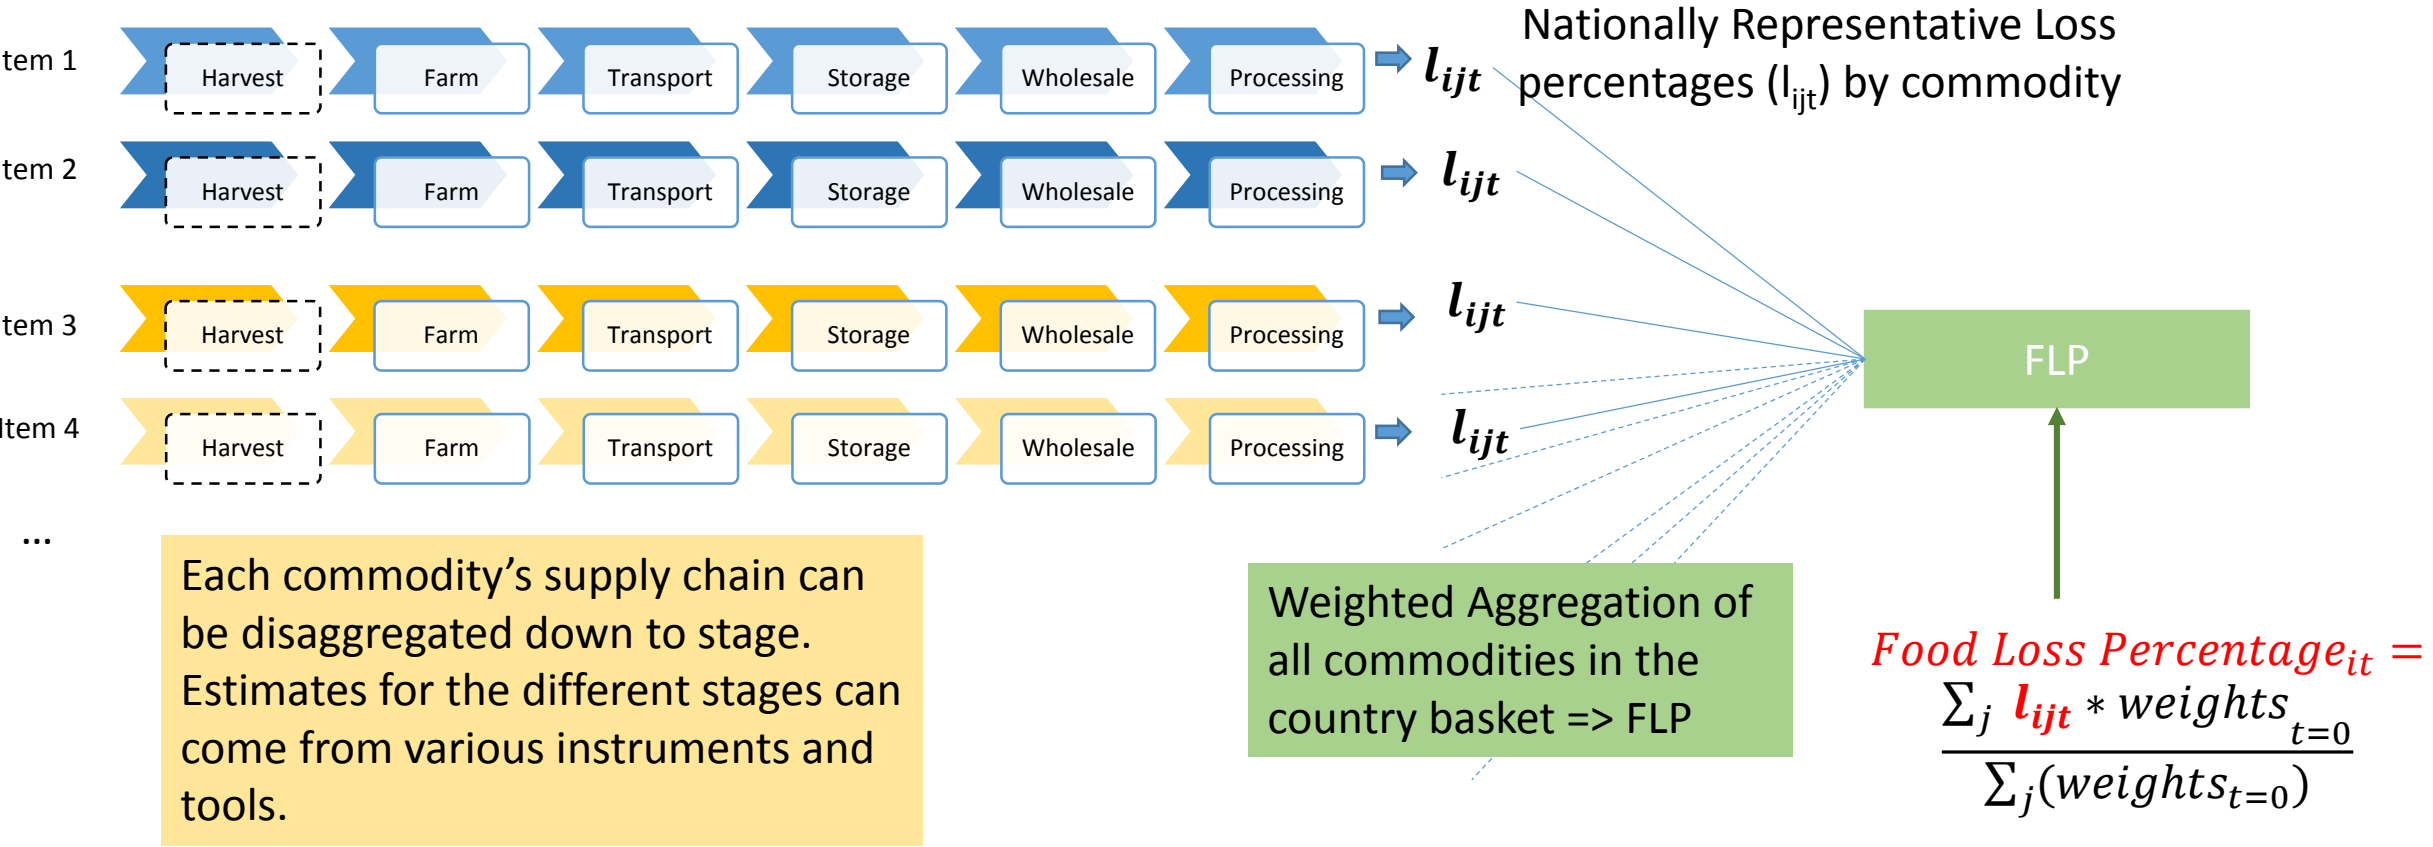 tem 1
Harvest
Farm
Transport
Storage
Wholesale
Processing
l_ijt
Nationally Representative Loss
percentages (l_ijt) by commodity
tem 2
Harvest
Farm
Transport
Storage
Wholesale
Processing
l_ijt
tem 3
Harvest
Farm
Transport
Storage
Wholesale
Processing
l_ijt
FLP
Item 4
Harvest
Farm
Transport
Storage
Wholesale
Processing
l_ijt
...
Each commodity’s supply chain can
be disaggregated down to stage.
Estimates for the different stages can
come from various instruments and
tools.
Weighted Aggregation of
all commodities in the
country basket => FLP
Food Loss Percentage_it =
∑_j l_ijt * weights_t=0
∑_j(weights_t=0)